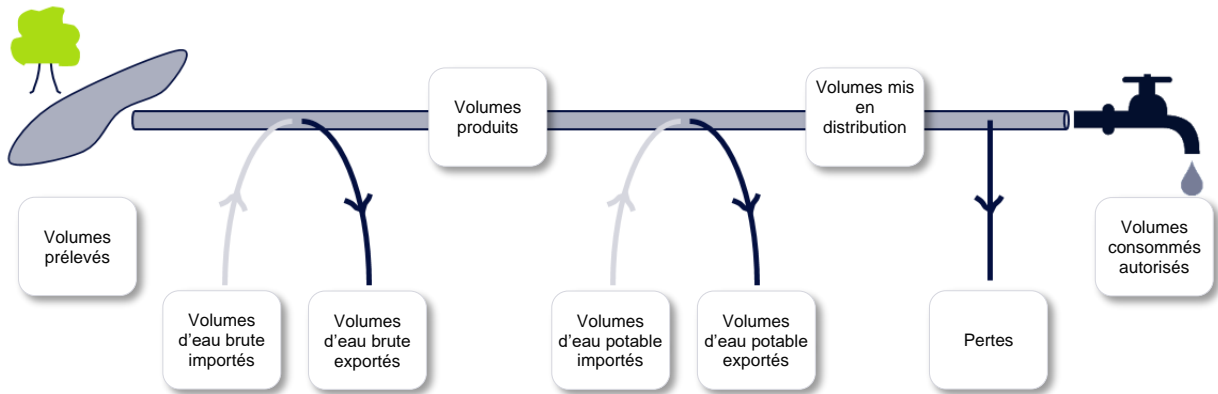 Volumes
produits
Volumes mis
en
distribution
Volumes
prélevés
Volumes
consommés
autorisés
Volumes
d’eau brute
importés
Volumes
d’eau brute
exportés
Volumes
d’eau potable
importés
Volumes
d’eau potable
exportés
Pertes